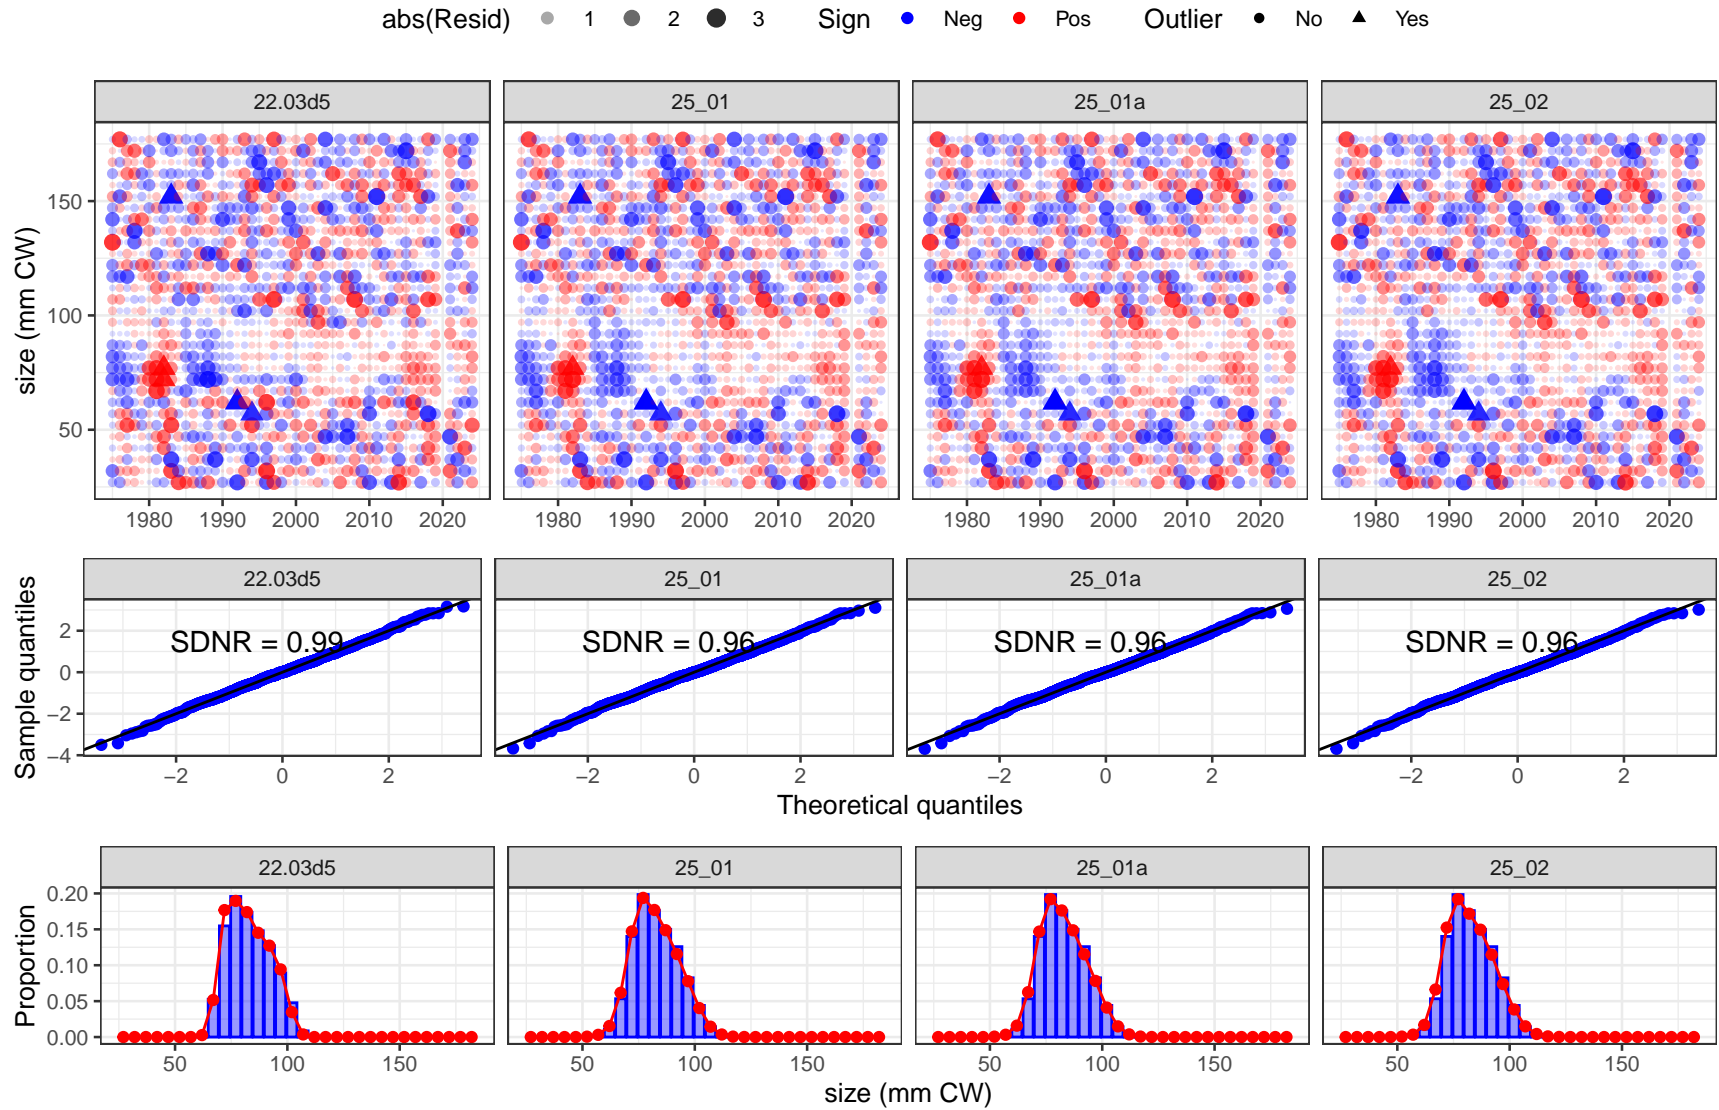 abs(Resid) 1 2 3 Sign Neg Pos Outlier No Yes
22.03d5 25_01 25_01a 25_02
size (mm CW)
150
100
50
1980 1990 2000 2010 2020 1980 1990 2000 2010 2020 1980 1990 2000 2010 2020 1980 1990 2000 2010 2020
22.03d5 25_01 25_01a 25_02
Sample quantiles
2
0
−2
−4
SDNR = 0.99 SDNR = 0.96 SDNR = 0.96 SDNR = 0.96
−2 0 2 −2 0 2 −2 0 2 −2 0 2
Theoretical quantiles
22.03d5 25_01 25_01a 25_02
Proportion
0.20
0.15
0.10
0.05
0.00
50 100 150 50 100 150 50 100 150 50 100 150
size (mm CW)